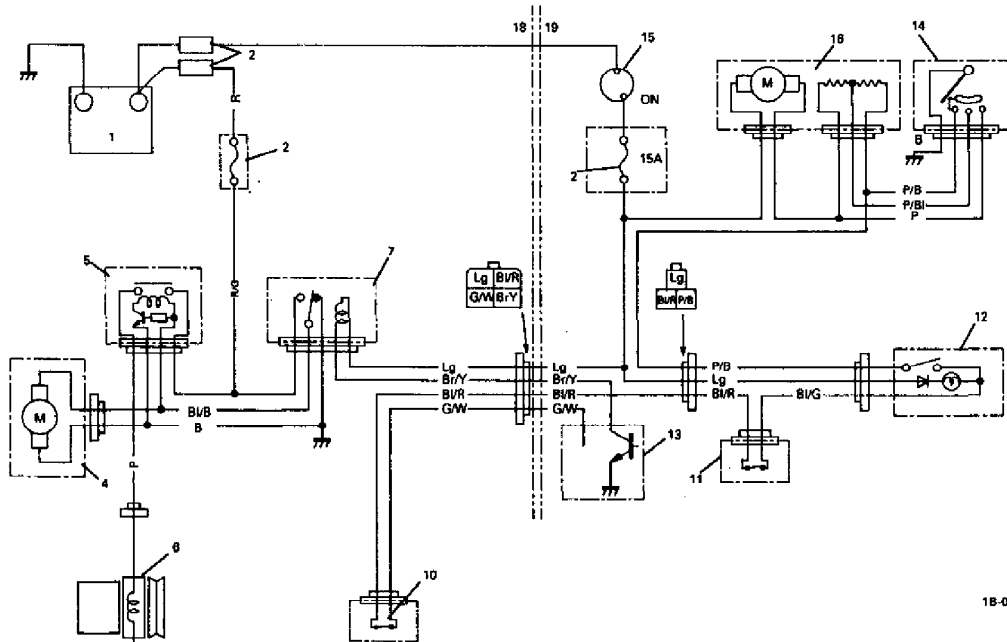 18 19
15
16
14
2
M
1
R
ON
2
2
15A
B
P/B
P/Bl
P
5
7
R/G
Lg Bl/R
G/W Br/Y
Lg
Bl/R P/B
12
M
Lg
Br/Y
Bl/R
G/W
Lg
Br/Y
Bl/R
G/W
P/B
Lg
Bl/R
Bl/G
Bl/B
B
P
4
13
11
6
10
1B-0